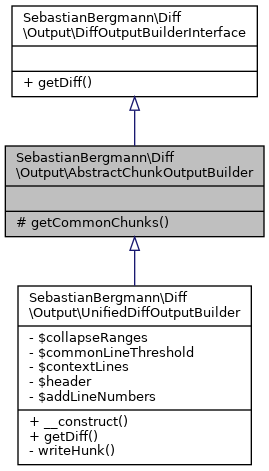 SebastianBergmann\Diff
\Output\DiffOutputBuilderInterface
+ getDiff()
SebastianBergmann\Diff
\Output\AbstractChunkOutputBuilder
# getCommonChunks()
SebastianBergmann\Diff
\Output\UnifiedDiffOutputBuilder
- $collapseRanges
- $commonLineThreshold
- $contextLines
- $header
- $addLineNumbers
+ __construct()
+ getDiff()
- writeHunk()